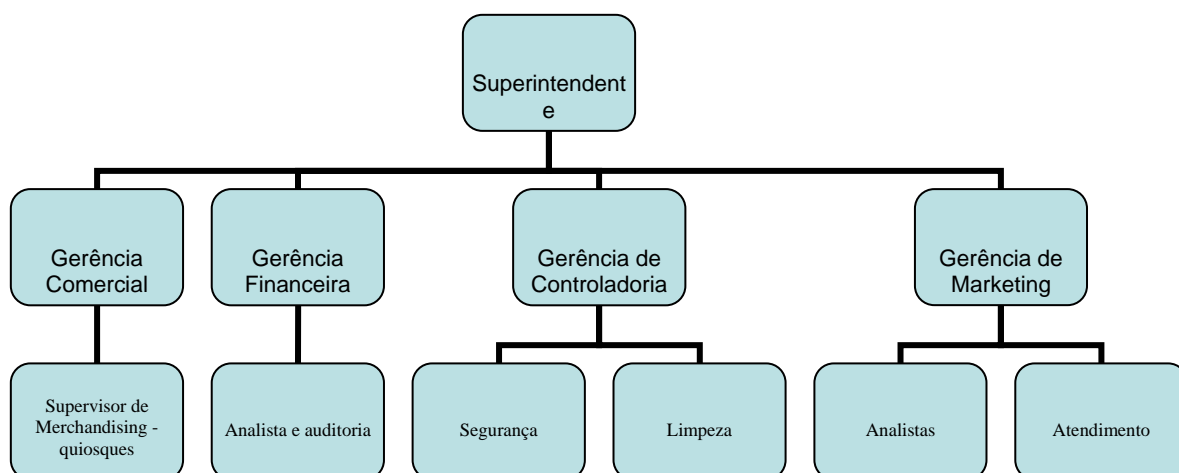 Superintendent
e
Gerência
Comercial
Gerência
Financeira
Gerência de
Controladoria
Gerência de
Marketing
Supervisor de
Merchandising -
quiosques
Analista e auditoria
Segurança
Limpeza
Analistas
Atendimento